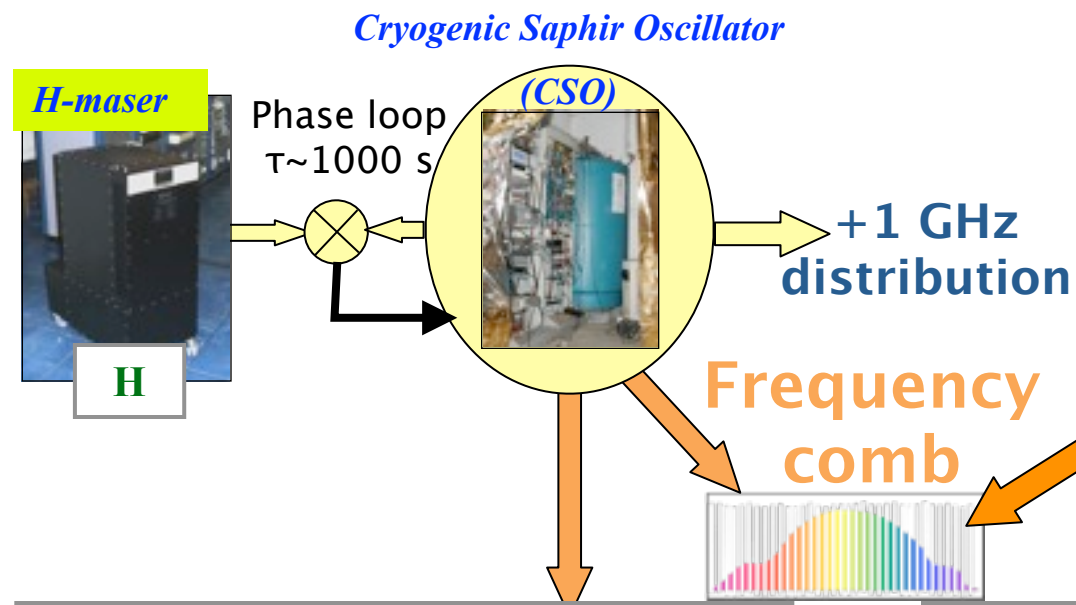 Cryogenic Saphir Oscillator
(CSO)
H-maser
Phase loop
τ~1000 s
+1 GHz
distribution
H
Frequency
comb